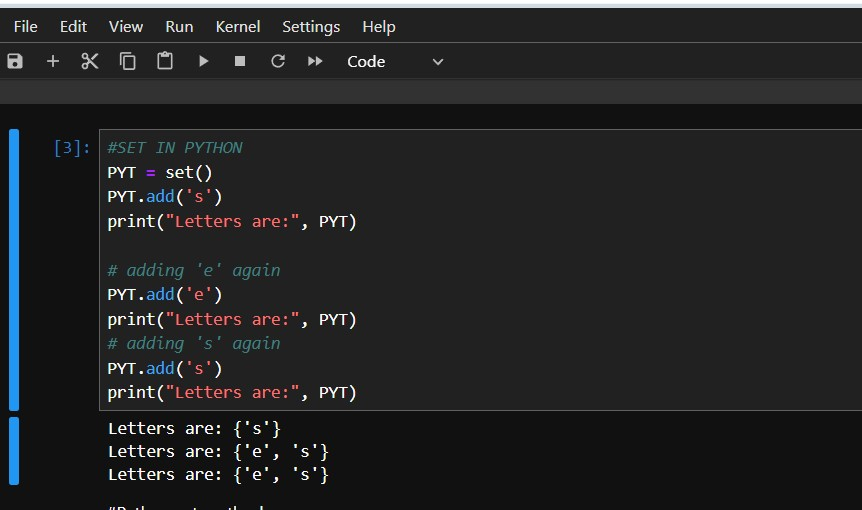 File Edit View Run Kernel Settings Help
Code
[3]: #SET IN PYTHON
PYT = set()
PYT.add('s')
print("Letters are:", PYT)
# adding 'e' again
PYT.add('e')
print("Letters are:", PYT)
# adding 's' again
PYT.add('s')
print("Letters are:", PYT)
Letters are: {'s'}
Letters are: {'e', 's'}
Letters are: {'e', 's'}